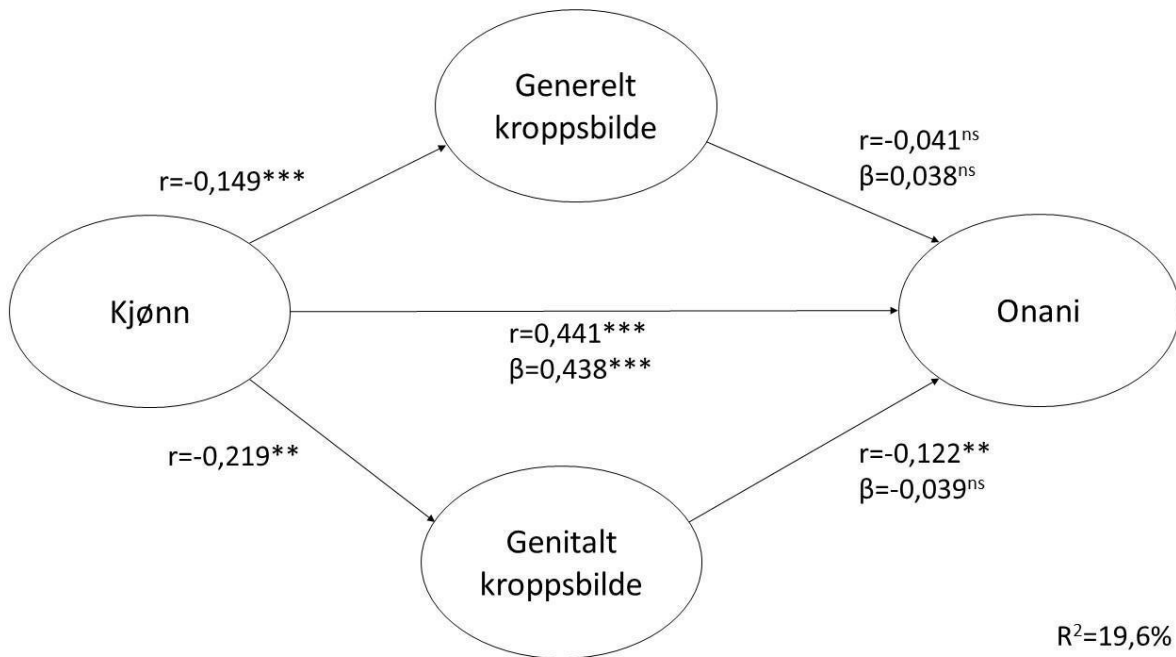 Generelt
kroppsbilde
r=-0,041ⁿˢ
β=0,038ⁿˢ
r=-0,149***
Kjønn
Onani
r=0,441***
β=0,438***
r=-0,219**
r=-0,122**
β=-0,039ⁿˢ
Genitalt
kroppsbilde
R²=19,6%